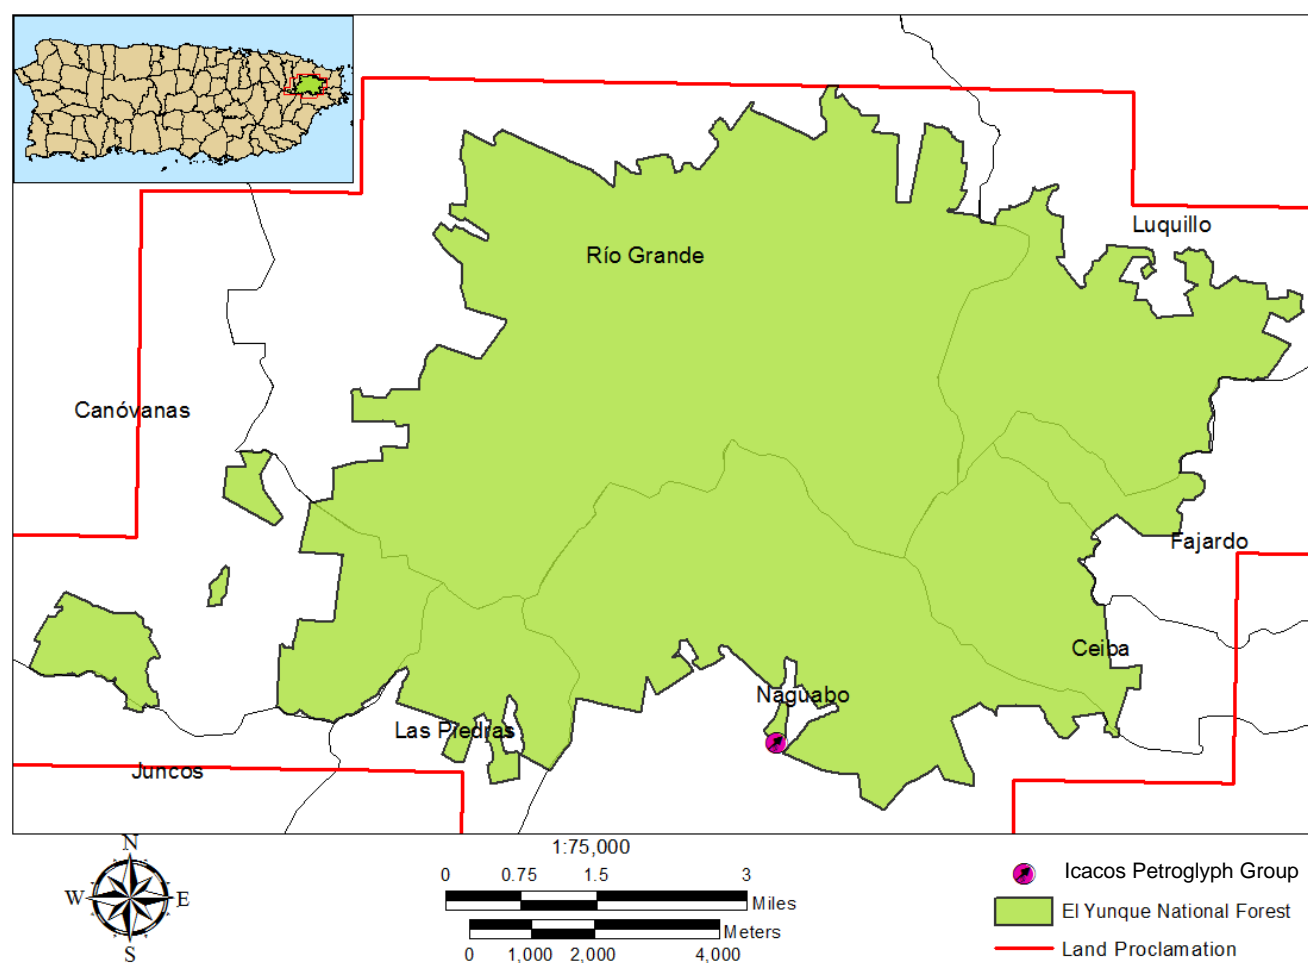 Luquillo
Río Grande
Canóvanas
Fajardo
Ceiba
Naguabo
Las Piedras
Juncos
N
W E
S
1:75,000
0 0.75 1.5 3
Miles
Meters
0 1,000 2,000 4,000
Icacos Petroglyph Group
El Yunque National Forest
Land Proclamation